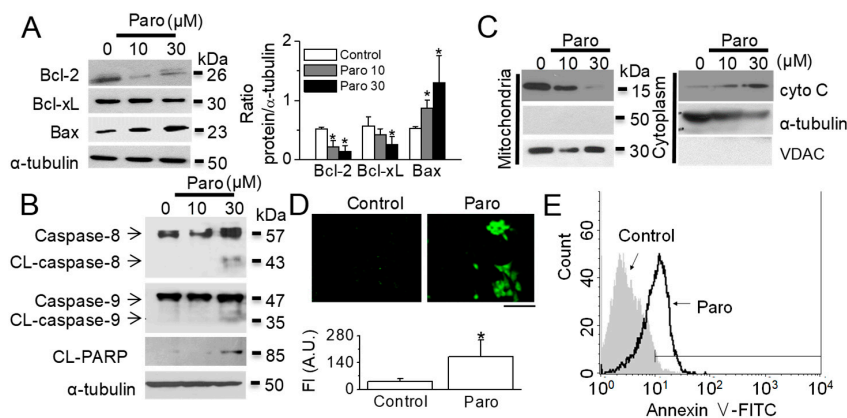 A
Paro (μM)
0 10 30 kDa
Bcl-2 26
Bcl-xL 30
Bax 23
α-tubulin 50
Ratio
protein/α-tubulin
2
1
0
Control
Paro 10
Paro 30
* * * * *
Bcl-2 Bcl-xL Bax
B
Paro (μM)
0 10 30 kDa
Caspase-8 57
CL-caspase-8 43
Caspase-9 47
CL-caspase-9 35
CL-PARP 85
α-tubulin 50
C
Paro Paro
0 10 30 kDa 0 10 30 (μM)
Mitochondria
15
50
30
Cytoplasm
cyto C
α-tubulin
VDAC
D
Control Paro
FI (A.U.)
280
140
0
*
Control Paro
E
Count
80
60
40
20
0
Control
Paro
10⁰ 10¹ 10² 10³ 10⁴
Annexin V-FITC